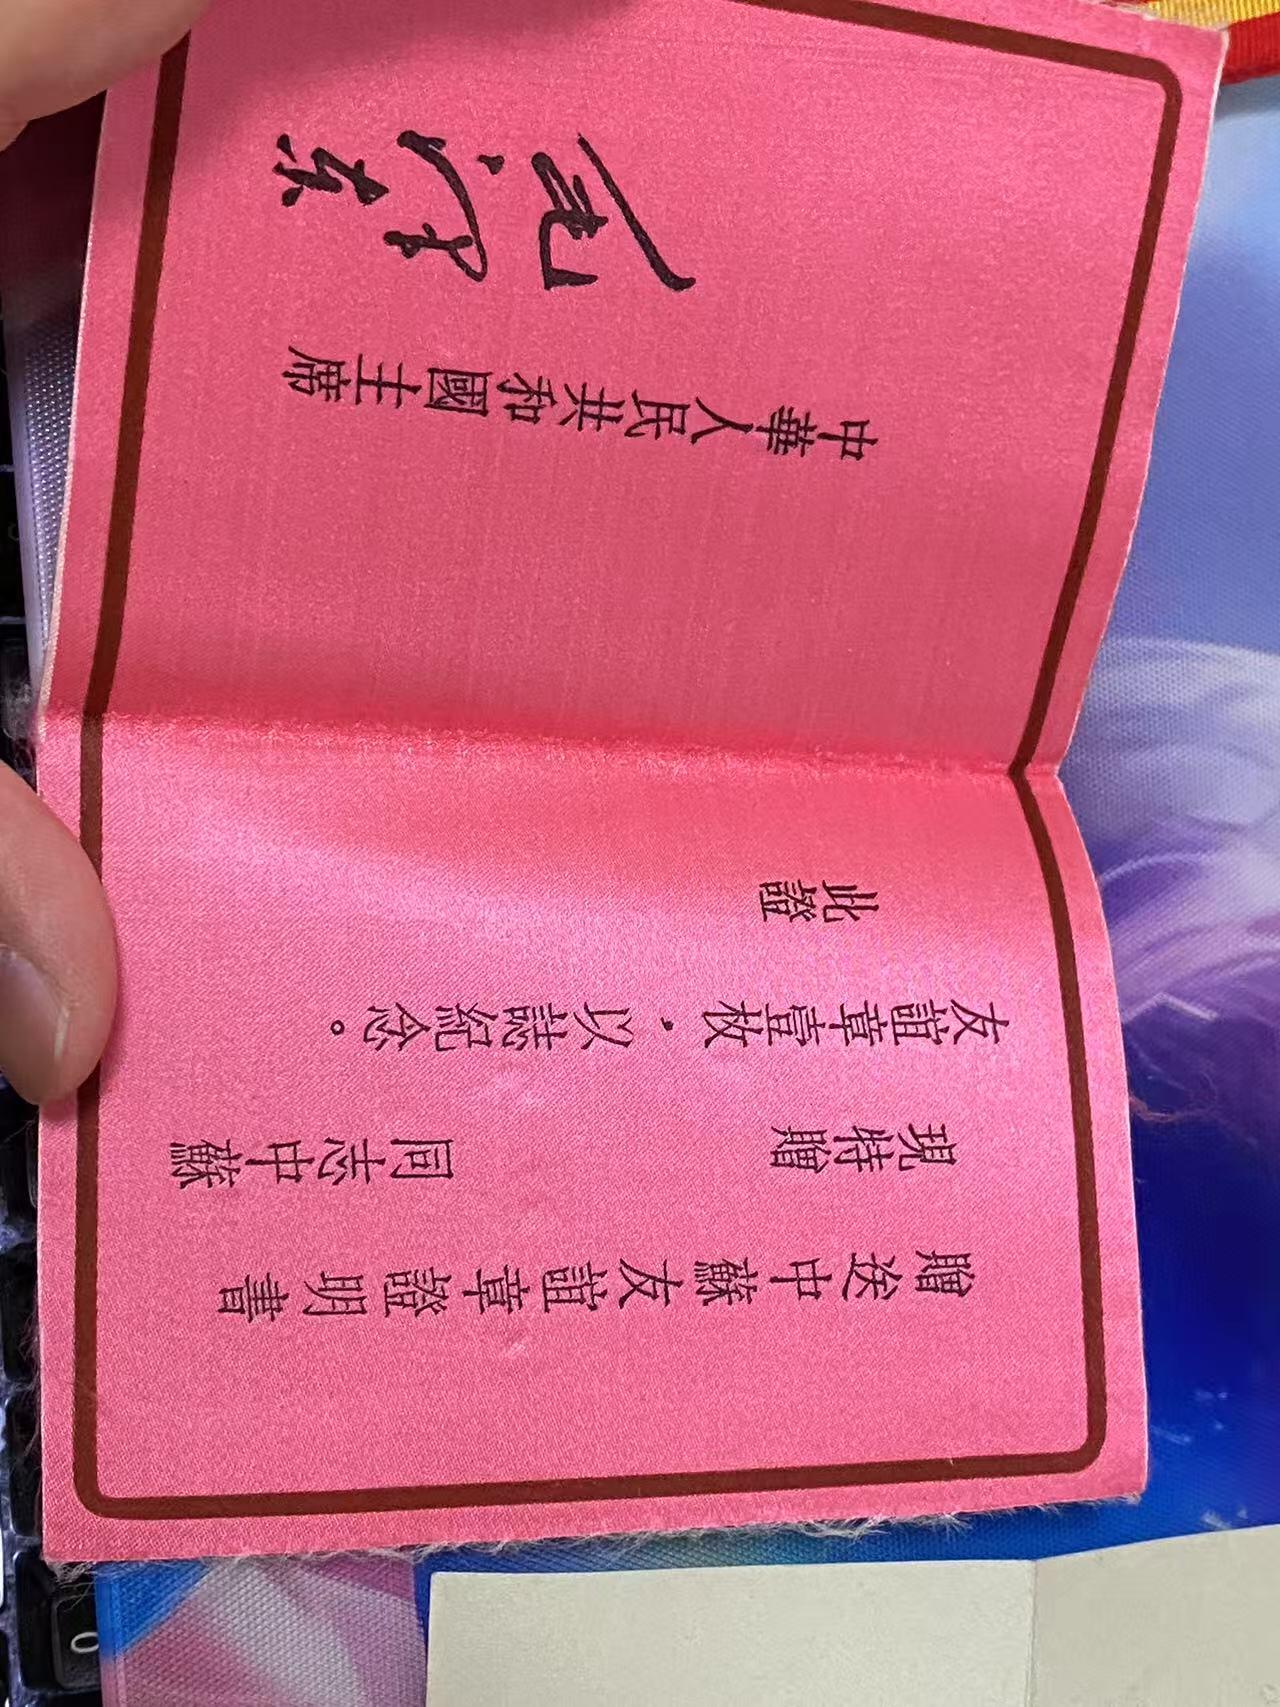 贈送中蘇友誼章證明書
現特贈 同志中蘇
友誼章壹枚，以誌紀念。
此證
中華人民共和國主席
毛澤東